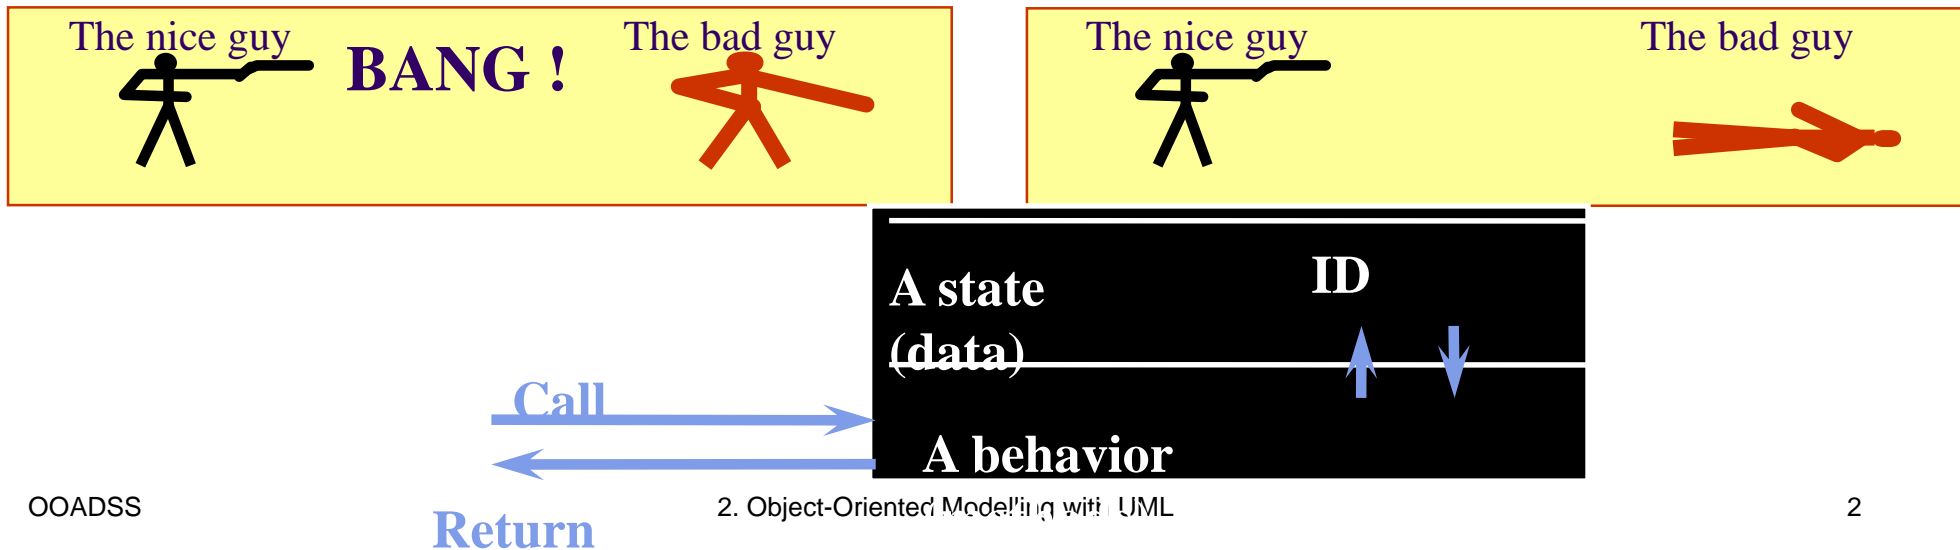 The nice guy
BANG !
The bad guy
The nice guy
The bad guy
A state
(data)
ID
Call
A behavior
Return
OOADSS
2. Object-Oriented Modelling with UML
2